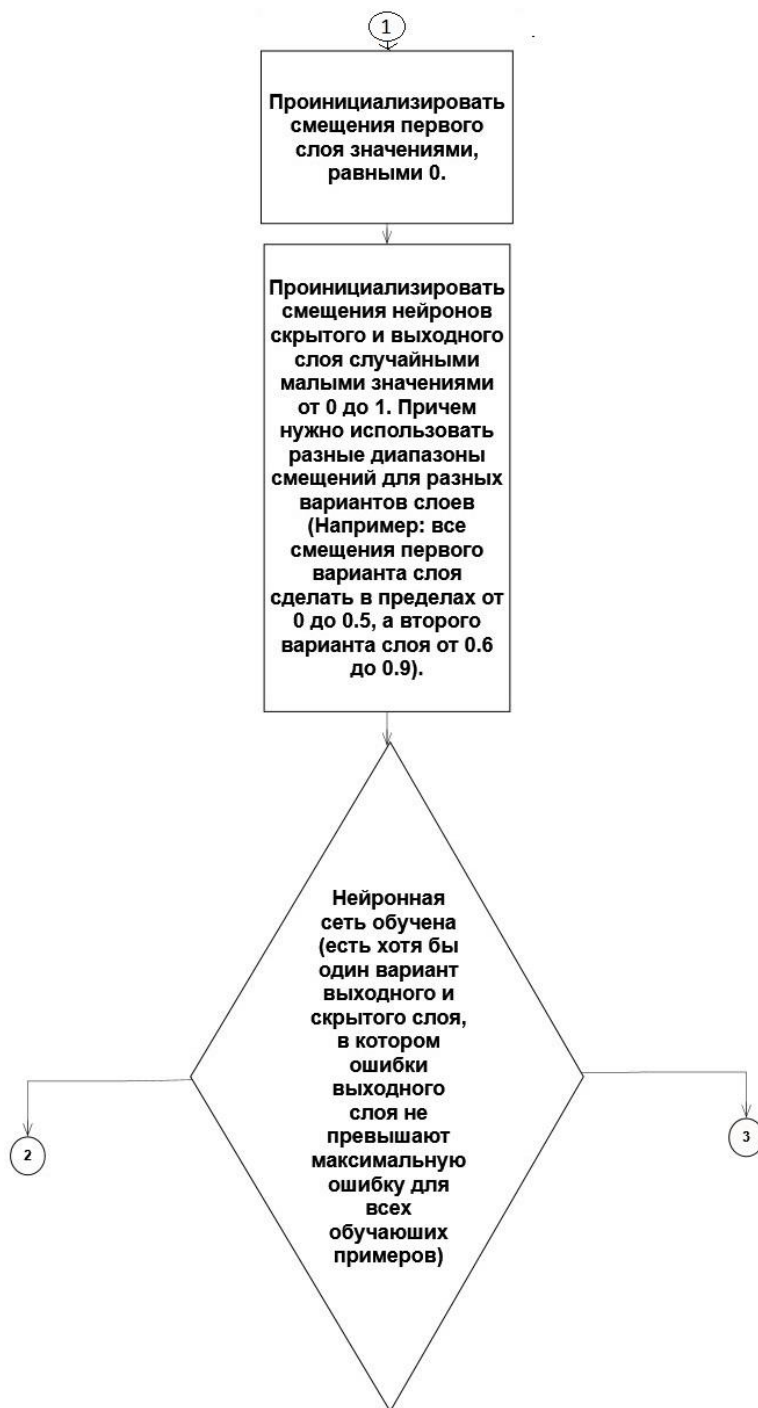 1
Проинициализировать
смещения первого
слоя значениями,
равными 0.
Проинициализировать
смещения нейронов
скрытого и выходного
слоя случайными
малыми значениями
от 0 до 1. Причем
нужно использовать
разные диапазоны
смещений для разных
вариантов слоев
(Например: все
смещения первого
варианта слоя
сделать в пределах от
0 до 0.5, а второго
варианта слоя от 0.6
до 0.9).
Нейронная
сеть обучена
(есть хотя бы
один вариант
выходного и
скрытого слоя,
в котором
ошибки
выходного
слоя не
превышают
максимальную
ошибку для
всех
обучаюших
примеров)
2
3